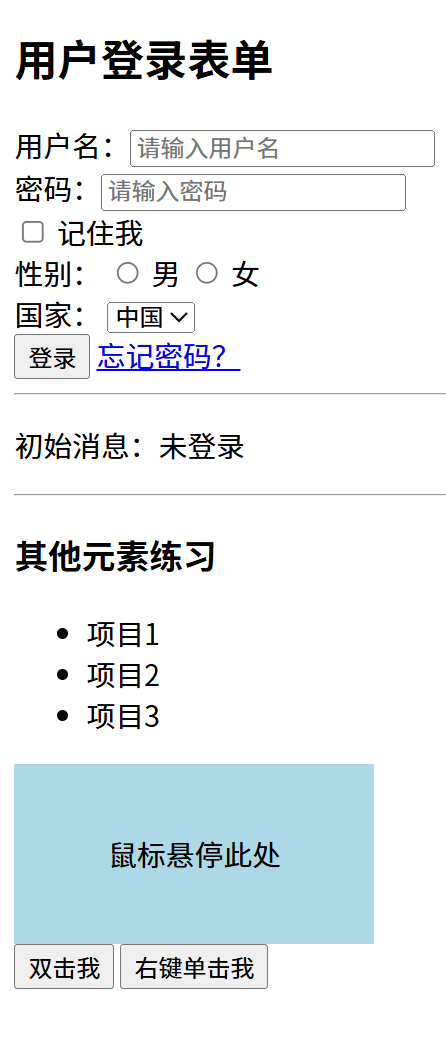 用户登录表单
用户名：请输入用户名
密码：请输入密码
记住我
性别： 男 女
国家： 中国
登录 忘记密码？
初始消息：未登录
其他元素练习
项目1
项目2
项目3
鼠标悬停此处
双击我 右键单击我